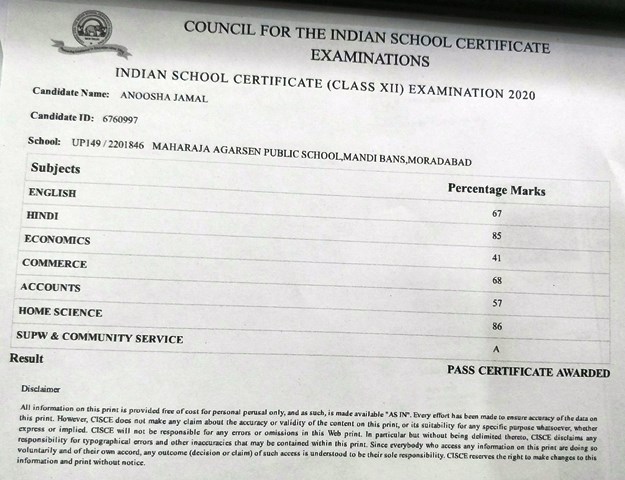 COUNCIL FOR THE INDIAN SCHOOL CERTIFICATE
EXAMINATIONS
INDIAN SCHOOL CERTIFICATE (CLASS XII) EXAMINATION 2020
Candidate Name: ANOOSHA JAMAL
Candidate ID: 6760997
School: UP149 / 2201846 MAHARAJA AGARSEN PUBLIC SCHOOL,MANDI BANS,MORADABAD
Subjects Percentage Marks
ENGLISH 67
HINDI 85
ECONOMICS 41
COMMERCE 68
ACCOUNTS 57
HOME SCIENCE 86
SUPW & COMMUNITY SERVICE A
Result PASS CERTIFICATE AWARDED
Disclaimer
All information on this print is provided free of cost for personal perusal only, and as such, is made available "AS IN". Every effort has been made to ensure accuracy of the data on
this print. However, CISCE does not make any claim about the accuracy or validity of the content on this print, or its suitability for any specific purpose whatsoever, whether
express or implied. CISCE will not be responsible for any errors or omissions in this Web print. In particular but without being delimited thereto, CISCE disclaims any
responsibility for typographical errors and other inaccuracies that may be contained within this print. Since everybody who access any information on this print are doing so
voluntarily and of their own accord, any outcome (decision or claim) of such access is understood to be their sole responsibility. CISCE reserves the right to make changes to this
information and print without notice.